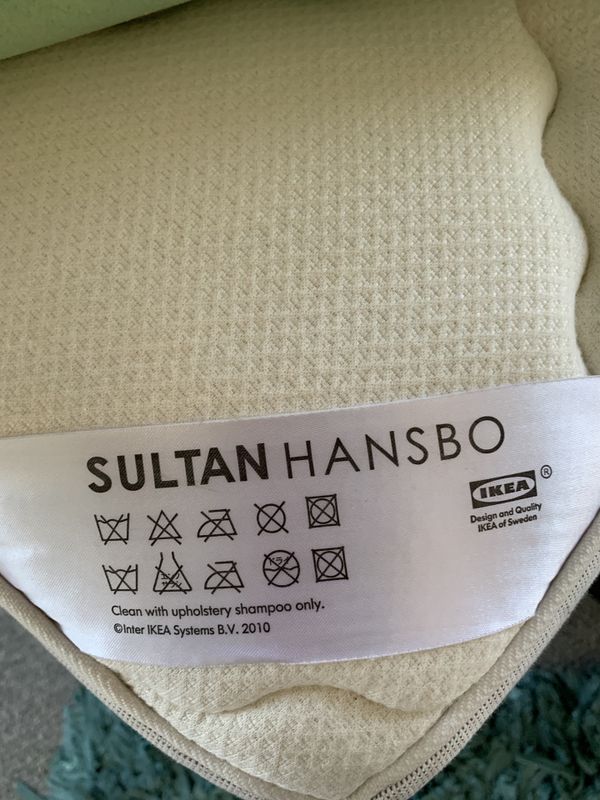 SULTAN HANSBO
IKEA ®
Design and Quality
IKEA of Sweden
Clean with upholstery shampoo only.
©Inter IKEA Systems B.V. 2010